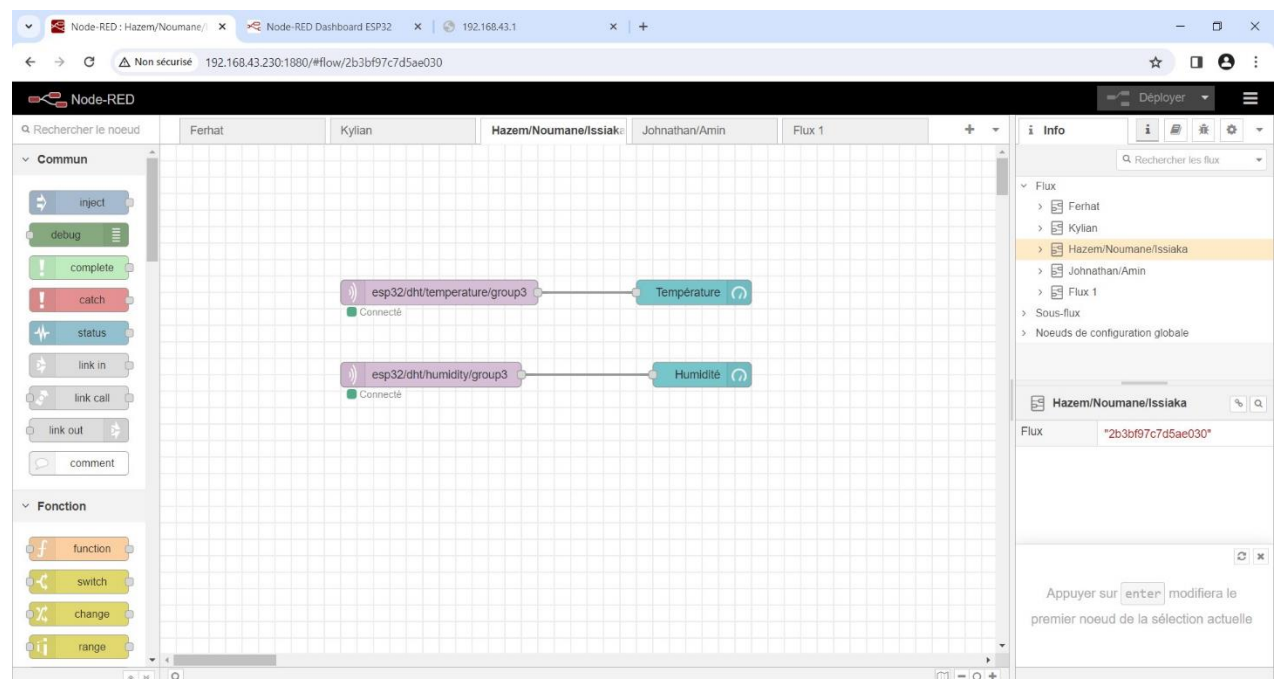 Node-RED : Hazem/Noumane/I
Node-RED Dashboard ESP32
192.168.43.1
Non sécurisé
192.168.43.230:1880/#flow/2b3bf97c7d5ae030
Node-RED
Déployer
Rechercher le noeud
Ferhat
Kylian
Hazem/Noumane/Issiaka
Johnathan/Amin
Flux 1
i Info
Commun
inject
debug
complete
catch
status
link in
link call
link out
comment
Fonction
function
switch
change
range
esp32/dht/temperature/group3
Connecté
Température
esp32/dht/humidity/group3
Connecté
Humidité
Rechercher les flux
Flux
Ferhat
Kylian
Hazem/Noumane/Issiaka
Johnathan/Amin
Flux 1
Sous-flux
Noeuds de configuration globale
Hazem/Noumane/Issiaka
Flux "2b3bf97c7d5ae030"
Appuyer sur enter modifiera le
premier noeud de la sélection actuelle